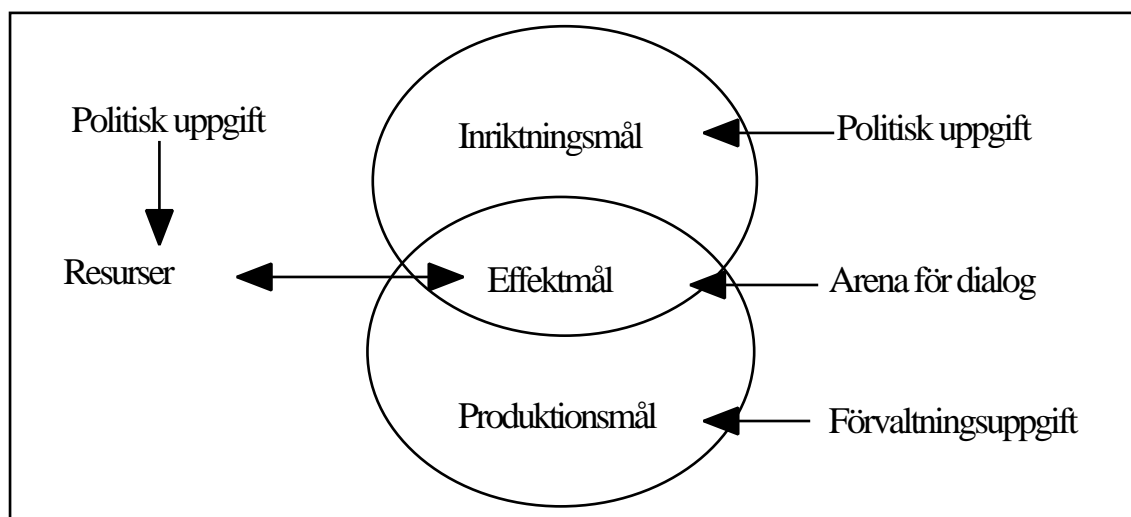 Politisk uppgift
Inriktningsmål
Politisk uppgift
Resurser
Effektmål
Arena för dialog
Produktionsmål
Förvaltningsuppgift